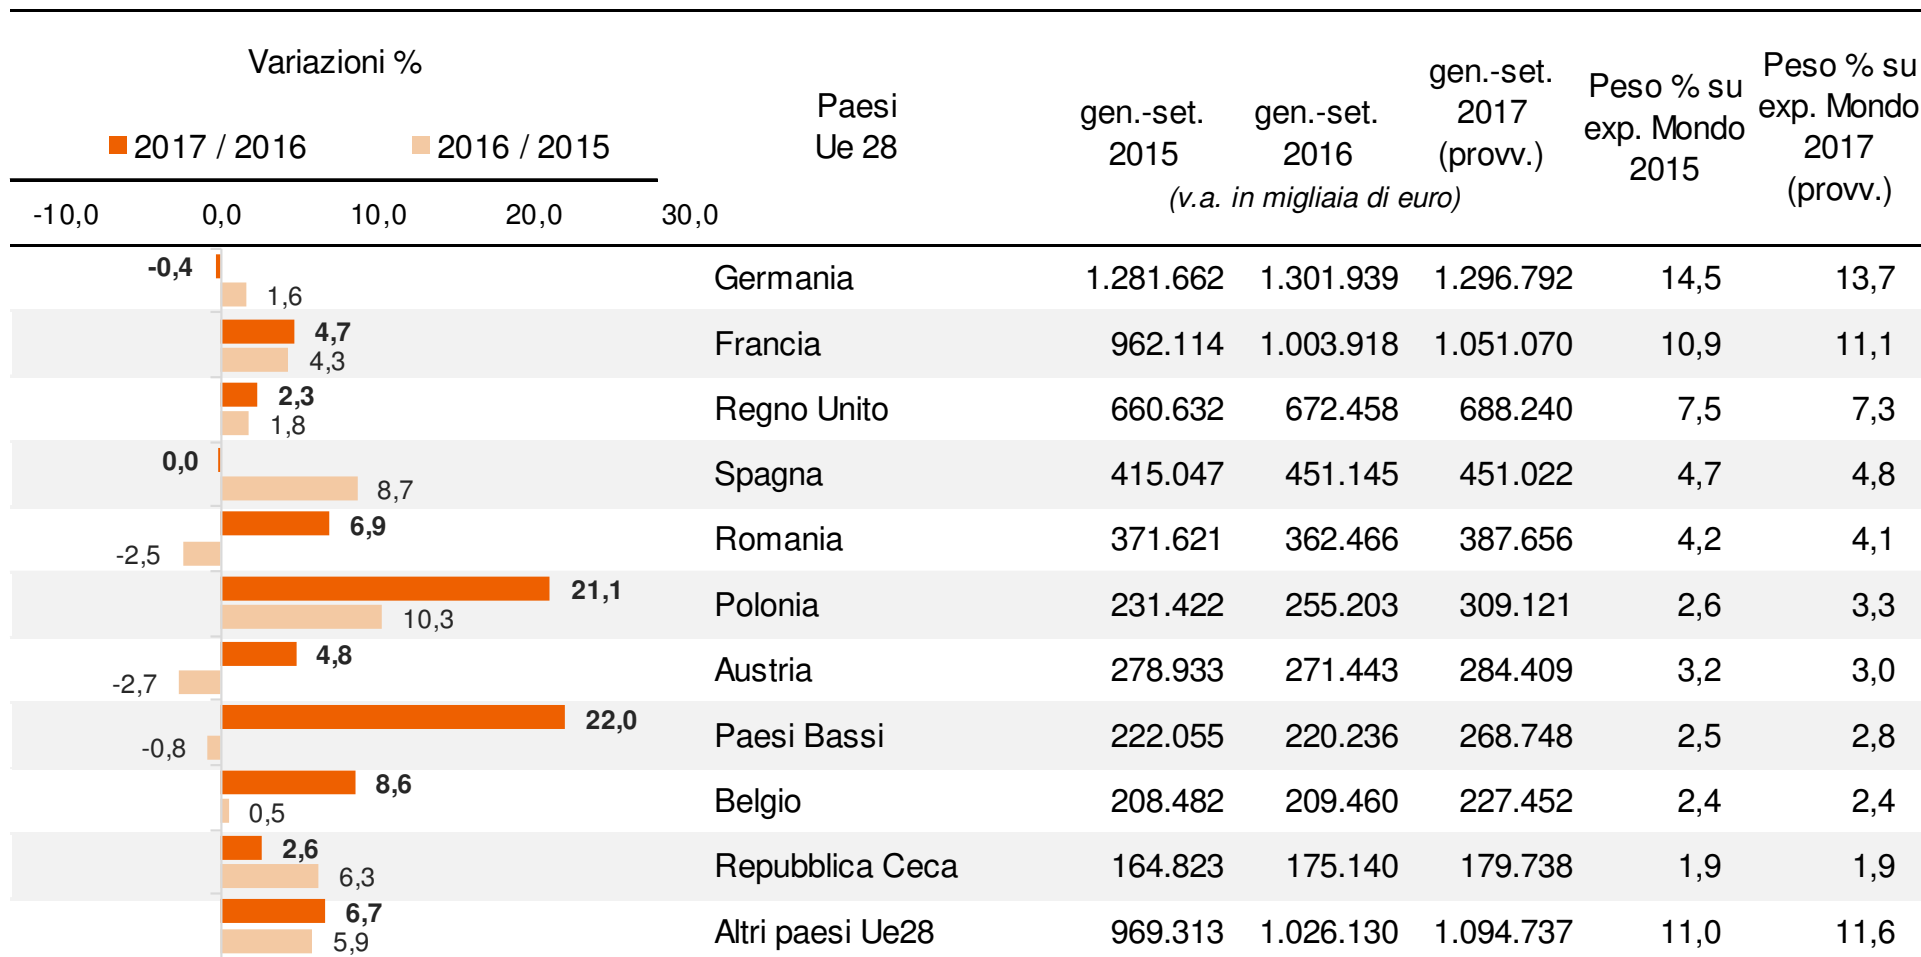 Variazioni %
2017 / 2016 2016 / 2015
-10,0 0,0 10,0 20,0 30,0
Paesi
Ue 28
gen.-set.
2015
gen.-set.
2016
gen.-set.
2017
(provv.)
(v.a. in migliaia di euro)
Peso % su
exp. Mondo
2015
Peso % su
exp. Mondo
2017
(provv.)
-0,4
1,6
Germania 1.281.662 1.301.939 1.296.792 14,5 13,7
4,7
4,3
Francia 962.114 1.003.918 1.051.070 10,9 11,1
2,3
1,8
Regno Unito 660.632 672.458 688.240 7,5 7,3
0,0
8,7
Spagna 415.047 451.145 451.022 4,7 4,8
6,9
-2,5
Romania 371.621 362.466 387.656 4,2 4,1
21,1
10,3
Polonia 231.422 255.203 309.121 2,6 3,3
4,8
-2,7
Austria 278.933 271.443 284.409 3,2 3,0
22,0
-0,8
Paesi Bassi 222.055 220.236 268.748 2,5 2,8
8,6
0,5
Belgio 208.482 209.460 227.452 2,4 2,4
2,6
6,3
Repubblica Ceca 164.823 175.140 179.738 1,9 1,9
6,7
5,9
Altri paesi Ue28 969.313 1.026.130 1.094.737 11,0 11,6